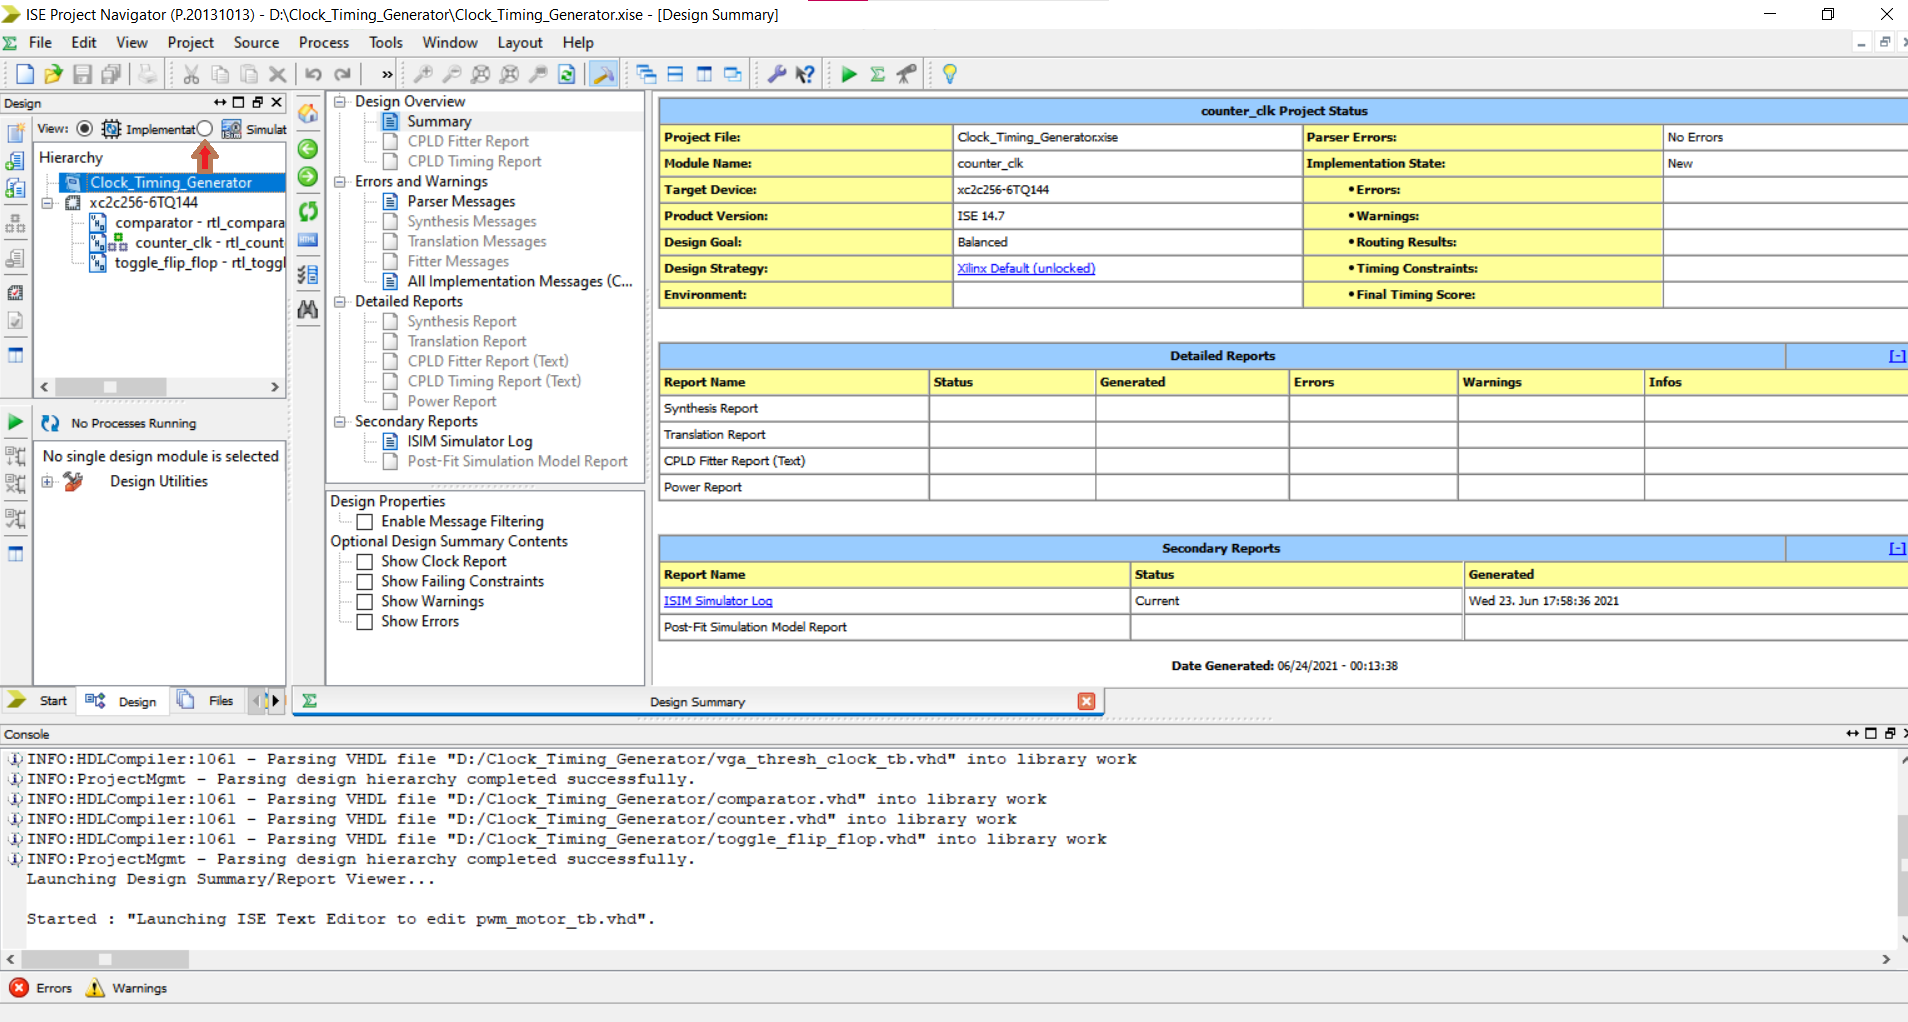 ISE Project Navigator (P.20131013) - D:\Clock_Timing_Generator\Clock_Timing_Generator.xise - [Design Summary]
File Edit View Project Source Process Tools Window Layout Help
Design
View: Implementat Simulat
Hierarchy
Clock_Timing_Generator
xc2c256-6TQ144
comparator - rtl_compara
counter_clk - rtl_count
toggle_flip_flop - rtl_toggl
No Processes Running
No single design module is selected
Design Utilities
Start Design Files
Design Overview
Summary
CPLD Fitter Report
CPLD Timing Report
Errors and Warnings
Parser Messages
Synthesis Messages
Translation Messages
Fitter Messages
All Implementation Messages (C...
Detailed Reports
Synthesis Report
Translation Report
CPLD Fitter Report (Text)
CPLD Timing Report (Text)
Power Report
Secondary Reports
ISIM Simulator Log
Post-Fit Simulation Model Report
Design Properties
Enable Message Filtering
Optional Design Summary Contents
Show Clock Report
Show Failing Constraints
Show Warnings
Show Errors
counter_clk Project Status
Project File: Clock_Timing_Generator.xise Parser Errors: No Errors
Module Name: counter_clk Implementation State: New
Target Device: xc2c256-6TQ144 •Errors:
Product Version: ISE 14.7 •Warnings:
Design Goal: Balanced •Routing Results:
Design Strategy: Xilinx Default (unlocked) •Timing Constraints:
Environment: •Final Timing Score:
Detailed Reports [-]
Report Name Status Generated Errors Warnings Infos
Synthesis Report
Translation Report
CPLD Fitter Report (Text)
Power Report
Secondary Reports [-]
Report Name Status Generated
ISIM Simulator Log Current Wed 23. Jun 17:58:36 2021
Post-Fit Simulation Model Report
Date Generated: 06/24/2021 - 00:13:38
Design Summary
Console
INFO:HDLCompiler:1061 - Parsing VHDL file "D:/Clock_Timing_Generator/vga_thresh_clock_tb.vhd" into library work
INFO:ProjectMgmt - Parsing design hierarchy completed successfully.
INFO:HDLCompiler:1061 - Parsing VHDL file "D:/Clock_Timing_Generator/comparator.vhd" into library work
INFO:HDLCompiler:1061 - Parsing VHDL file "D:/Clock_Timing_Generator/counter.vhd" into library work
INFO:HDLCompiler:1061 - Parsing VHDL file "D:/Clock_Timing_Generator/toggle_flip_flop.vhd" into library work
INFO:ProjectMgmt - Parsing design hierarchy completed successfully.
Launching Design Summary/Report Viewer...
Started : "Launching ISE Text Editor to edit pwm_motor_tb.vhd".
Errors Warnings